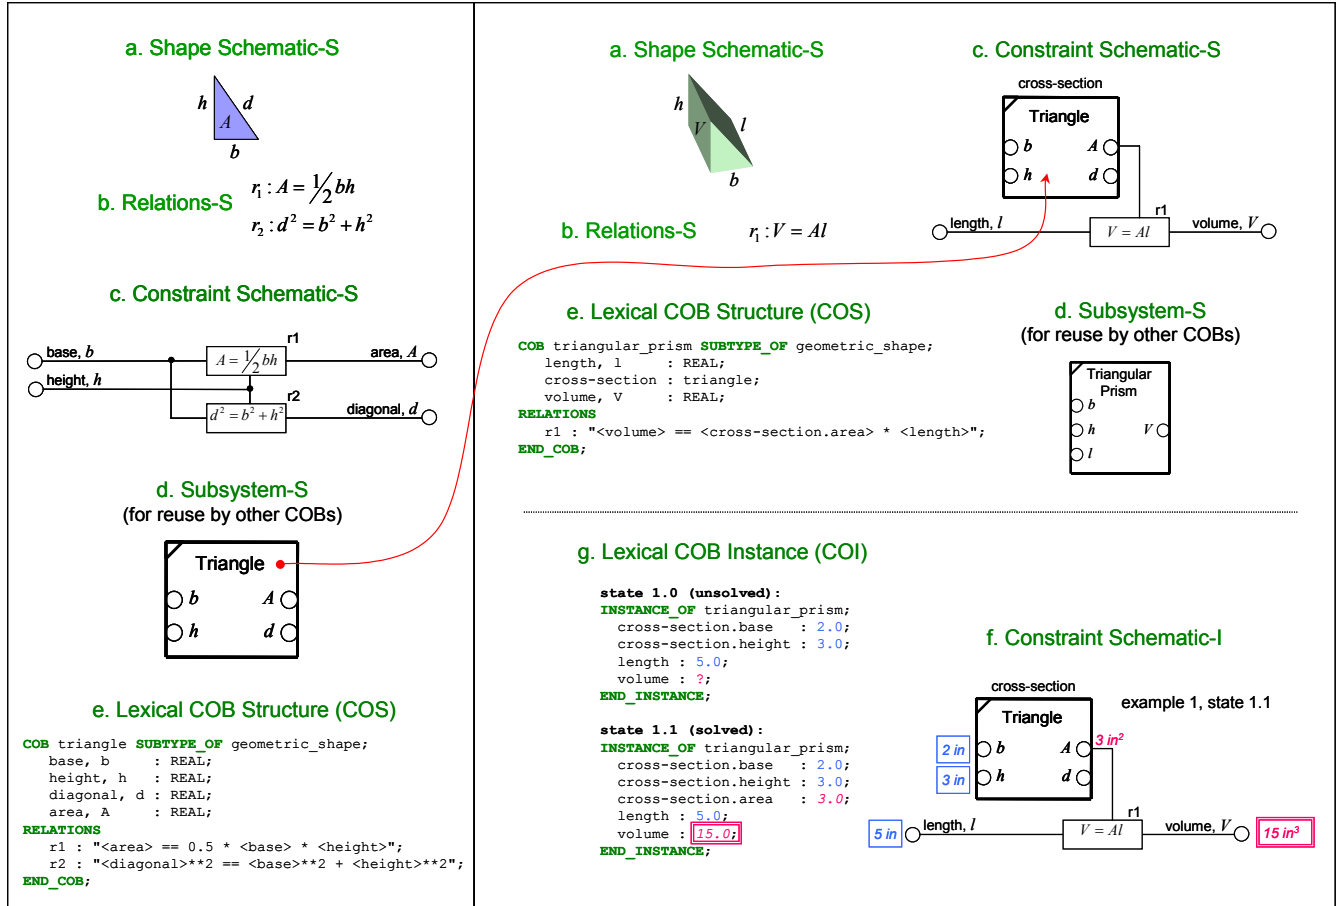 a. Shape Schematic-S
h
d
A
b
b. Relations-S
r₁ : A = 1/2 bh
r₂ : d² = b² + h²
c. Constraint Schematic-S
r1
base, b
A = 1/2 bh
area, A
height, h
r2
d² = b² + h²
diagonal, d
d. Subsystem-S
(for reuse by other COBs)
Triangle
b
A
h
d
e. Lexical COB Structure (COS)
COB triangle SUBTYPE_OF geometric_shape;
base, b : REAL;
height, h : REAL;
diagonal, d : REAL;
area, A : REAL;
RELATIONS
r1 : "<area> == 0.5 * <base> * <height>";
r2 : "<diagonal>**2 == <base>**2 + <height>**2";
END_COB;
a. Shape Schematic-S
h
V
l
b
b. Relations-S
r₁ : V = Al
c. Constraint Schematic-S
cross-section
Triangle
b
A
h
d
r1
length, l
V = Al
volume, V
e. Lexical COB Structure (COS)
COB triangular_prism SUBTYPE_OF geometric_shape;
length, l : REAL;
cross-section : triangle;
volume, V : REAL;
RELATIONS
r1 : "<volume> == <cross-section.area> * <length>";
END_COB;
d. Subsystem-S
(for reuse by other COBs)
Triangular
Prism
b
h
V
l
g. Lexical COB Instance (COI)
state 1.0 (unsolved):
INSTANCE_OF triangular_prism;
cross-section.base : 2.0;
cross-section.height : 3.0;
length : 5.0;
volume : ?;
END_INSTANCE;
state 1.1 (solved):
INSTANCE_OF triangular_prism;
cross-section.base : 2.0;
cross-section.height : 3.0;
cross-section.area : 3.0;
length : 5.0;
volume : 15.0;
END_INSTANCE;
f. Constraint Schematic-I
cross-section
example 1, state 1.1
Triangle
2 in
b
A
3 in²
3 in
h
d
r1
5 in
length, l
V = Al
volume, V
15 in³